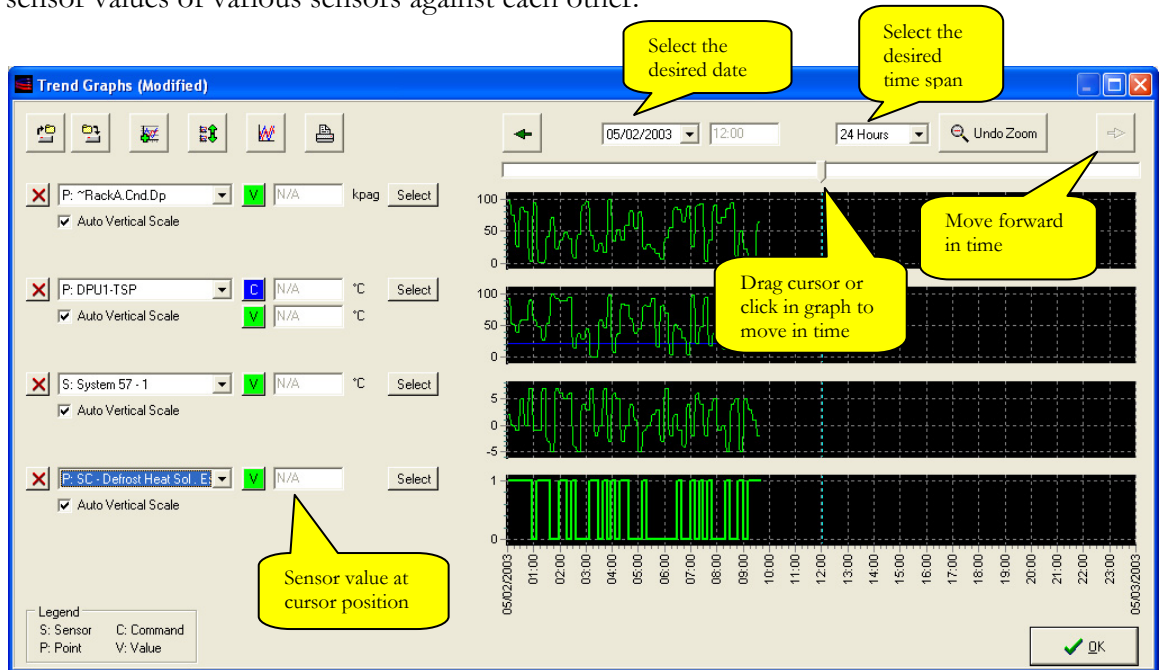 sensor values of various sensors against each other.
Select the
desired date
Select the
desired
time span
Trend Graphs (Modified)
05/02/2003
12:00
24 Hours
Undo Zoom
P: ~RackA.Cnd.Dp
V
N/A
kpag
Select
Auto Vertical Scale
100
50
0
Move forward
in time
P: DPU1-TSP
C
N/A
°C
Select
Auto Vertical Scale
V
N/A
°C
100
50
0
Drag cursor or
click in graph to
move in time
S: System 57 - 1
V
N/A
°C
Select
Auto Vertical Scale
5
0
-5
P: SC - Defrost Heat Sol . E
V
N/A
Select
Auto Vertical Scale
1
0
Sensor value at
cursor position
05/02/2003
01:00
02:00
03:00
04:00
05:00
06:00
07:00
08:00
09:00
10:00
11:00
12:00
13:00
14:00
15:00
16:00
17:00
18:00
19:00
20:00
21:00
22:00
23:00
05/03/2003
Legend
S: Sensor C: Command
P: Point V: Value
OK